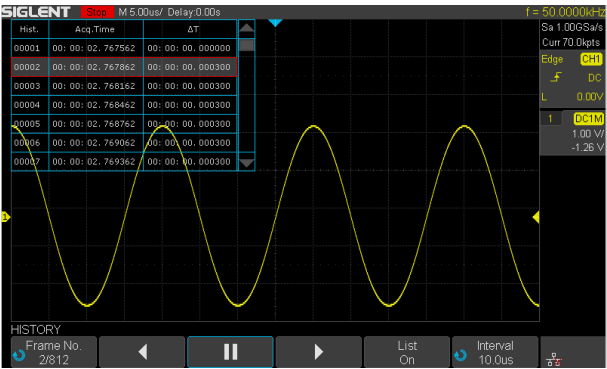 SIGLENT Stop M 5.00us/ Delay:0.00s f = 50.0000kHz
Sa 1.00GSa/s
Curr 70.0kpts
Edge CH1
DC
L 0.00V
1 DC1M
1.00 V/
-1.26 V
Hist. Acq.Time ΔT
00001 00: 00: 02. 767562 00: 00: 00. 000000
00002 00: 00: 02. 767862 00: 00: 00. 000300
00003 00: 00: 02. 768162 00: 00: 00. 000300
00004 00: 00: 02. 768462 00: 00: 00. 000300
00005 00: 00: 02. 768762 00: 00: 00. 000300
00006 00: 00: 02. 769062 00: 00: 00. 000300
00007 00: 00: 02. 769362 00: 00: 00. 000300
1
HISTORY
Frame No. List Interval
2/812 On 10.0us